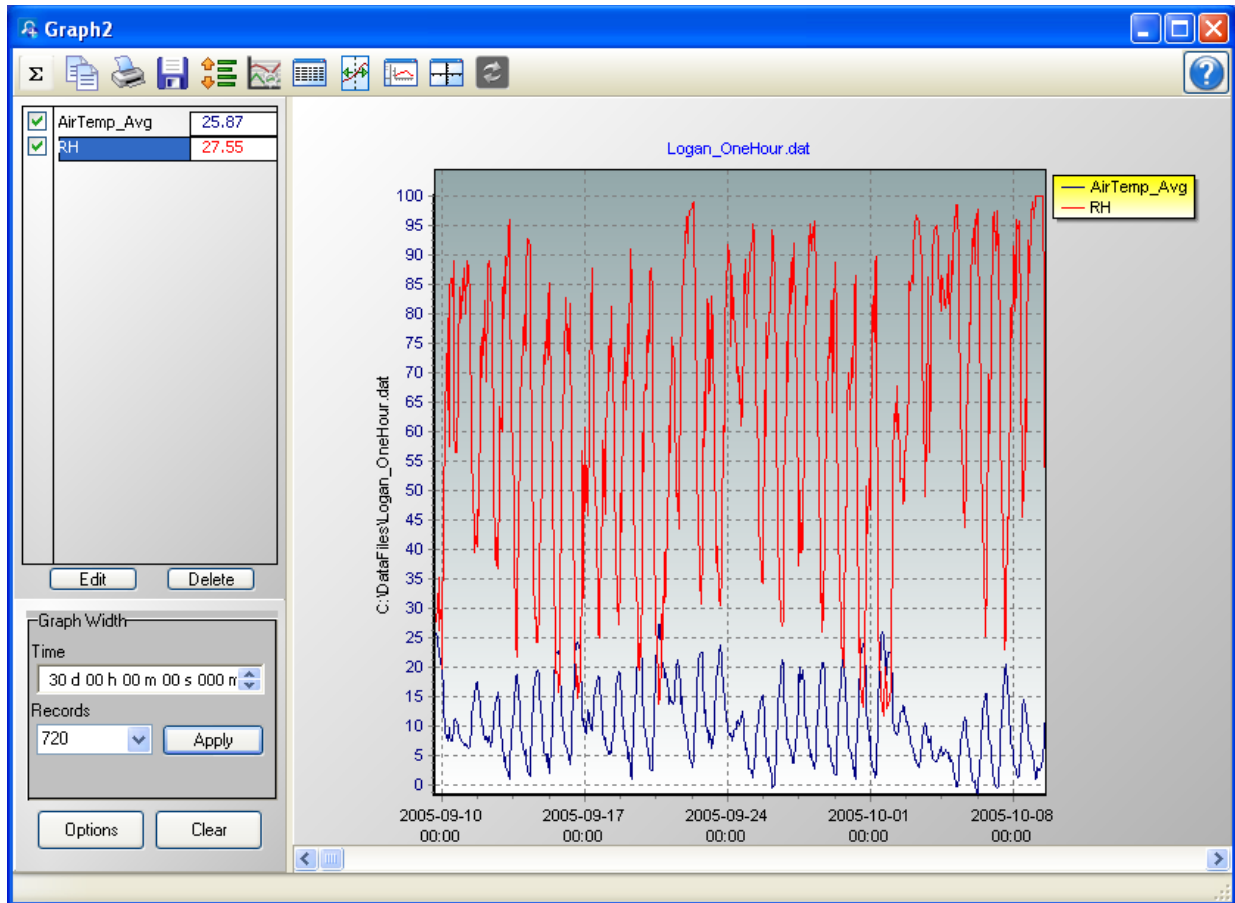 Graph2
Σ
?
AirTemp_Avg 25.87
RH 27.55
Edit Delete
Graph Width
Time
30 d 00 h 00 m 00 s 000 m
Records
720 Apply
Options Clear
Logan_OneHour.dat
AirTemp_Avg
RH
C:\DataFiles\Logan_OneHour.dat
100
95
90
85
80
75
70
65
60
55
50
45
40
35
30
25
20
15
10
5
0
2005-09-10 2005-09-17 2005-09-24 2005-10-01 2005-10-08
00:00 00:00 00:00 00:00 00:00